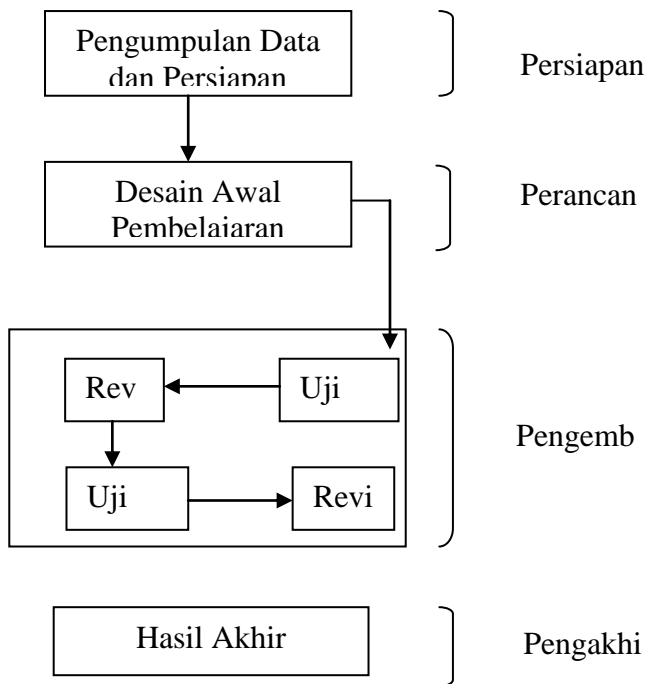 Pengumpulan Data
dan Persiapan
Persiapan
Desain Awal
Pembelajaran
Perancan
Rev
Uji
Pengemb
Uji
Revi
Hasil Akhir
Pengakhi